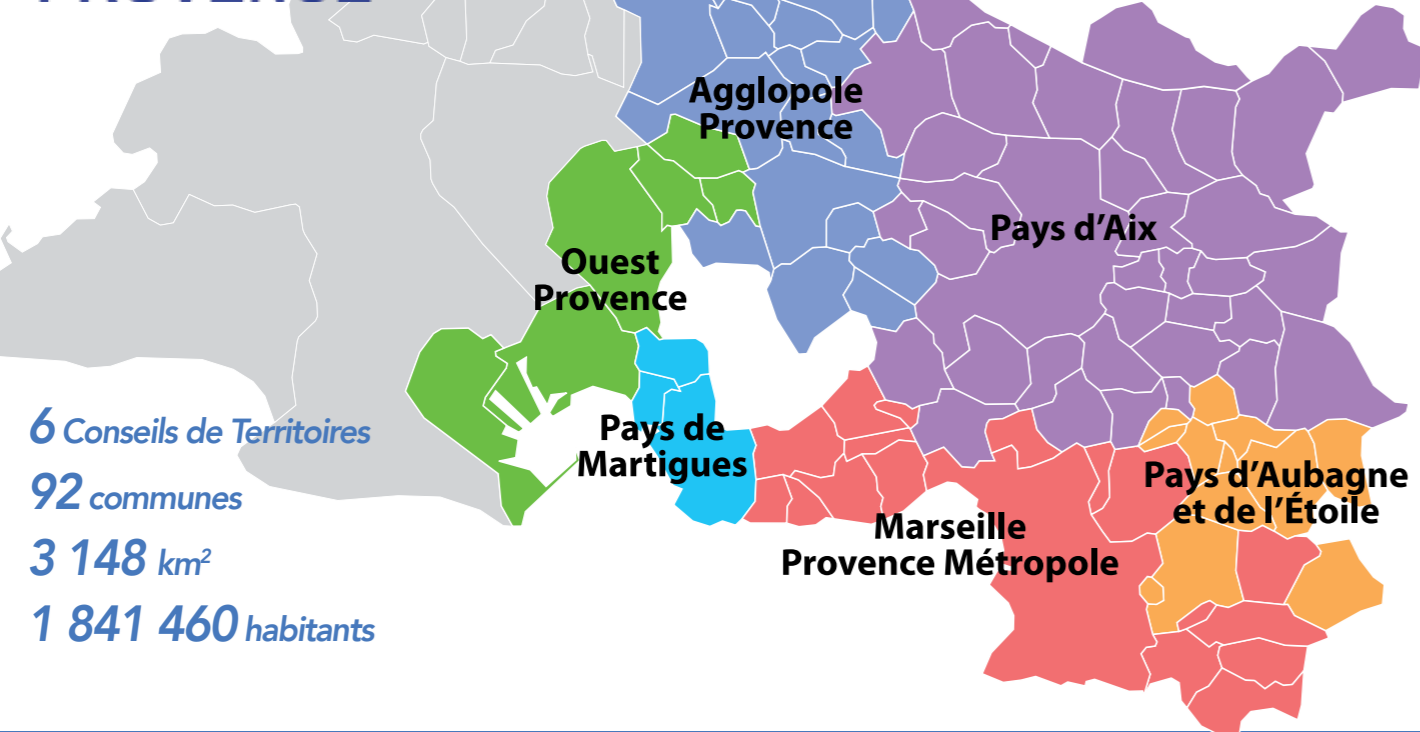 PROVENCE
Agglopole
Provence
Pays d’Aix
Ouest
Provence
Pays de
Martigues
Pays d’Aubagne
et de l’Étoile
Marseille
Provence Métropole
6 Conseils de Territoires
92 communes
3 148 km²
1 841 460 habitants